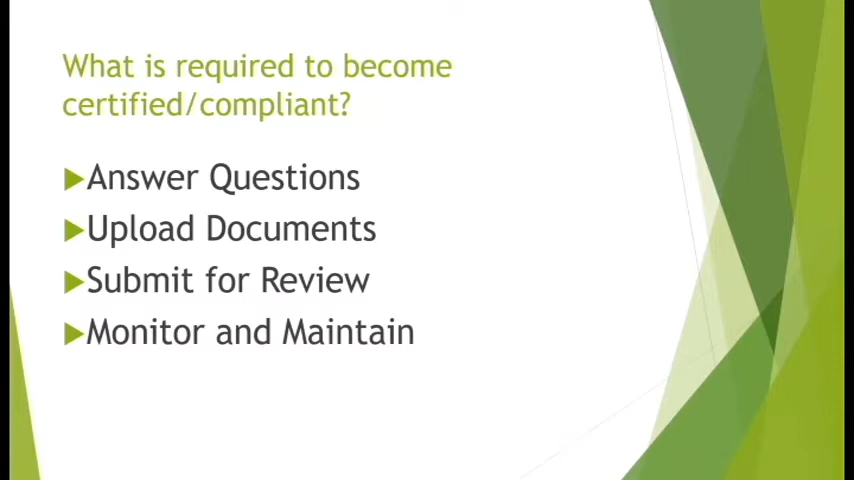 What is required to become
certified/compliant?
Answer Questions
Upload Documents
Submit for Review
Monitor and Maintain